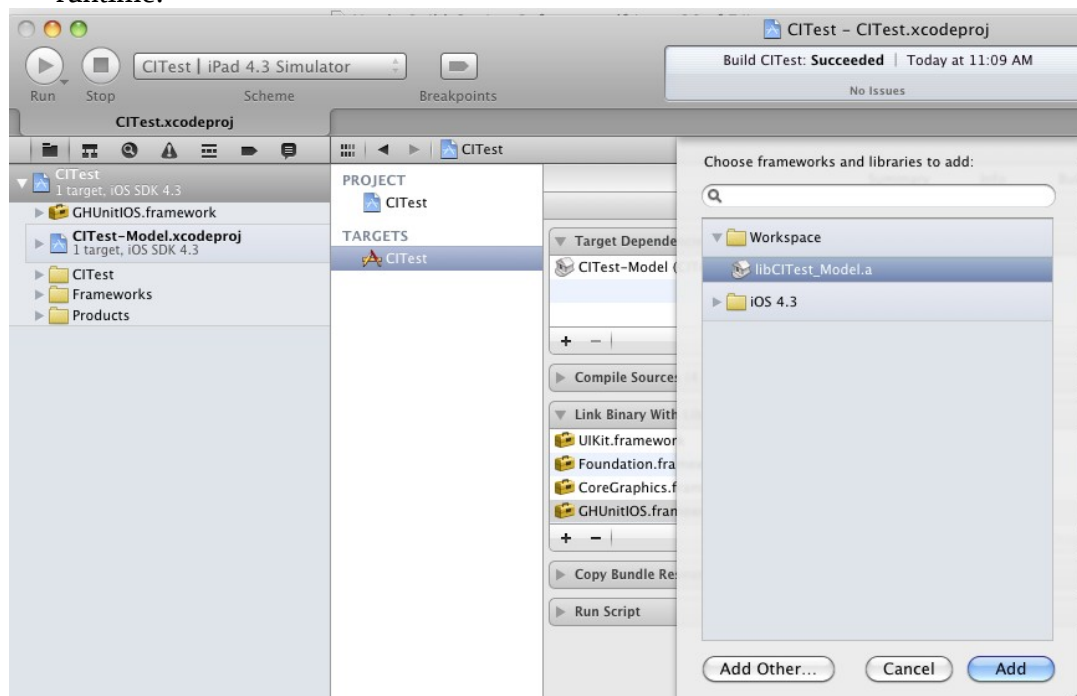 runtime.
CITest – CITest.xcodeproj
CITest | iPad 4.3 Simulator
Build CITest: Succeeded | Today at 11:09 AM
No Issues
Run Stop Scheme Breakpoints
CITest.xcodeproj
CITest
1 target, iOS SDK 4.3
GHUnitIOS.framework
CITest-Model.xcodeproj
1 target, iOS SDK 4.3
CITest
Frameworks
Products
CITest
PROJECT
CITest
TARGETS
CITest
Target Depende
CITest-Model (
+ –
Compile Source
Link Binary With
UIKit.framewor
Foundation.fra
CoreGraphics.f
GHUnitIOS.fran
+ –
Copy Bundle Re
Run Script
Choose frameworks and libraries to add:
Workspace
libCITest_Model.a
iOS 4.3
Add Other... Cancel Add